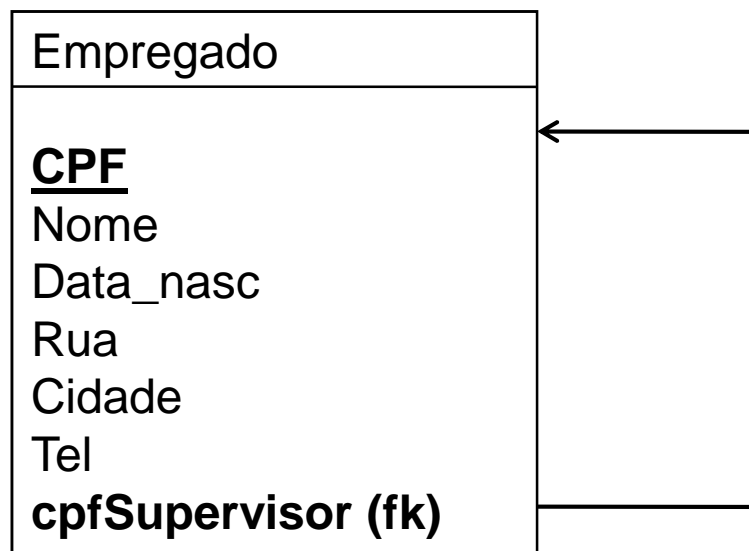 Empregado
CPF
Nome
Data_nasc
Rua
Cidade
Tel
cpfSupervisor (fk)